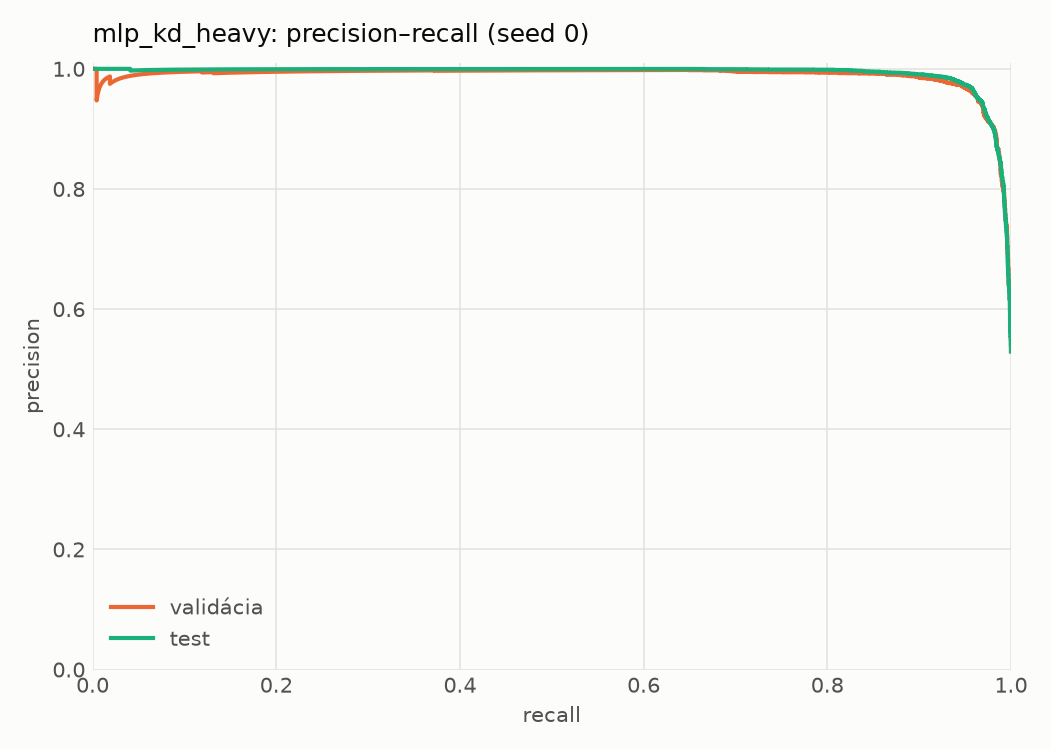 mlp_kd_heavy: precision–recall (seed 0)
1.0
0.8
0.6
0.4
0.2
0.0
precision
validácia
test
0.0 0.2 0.4 0.6 0.8 1.0
recall